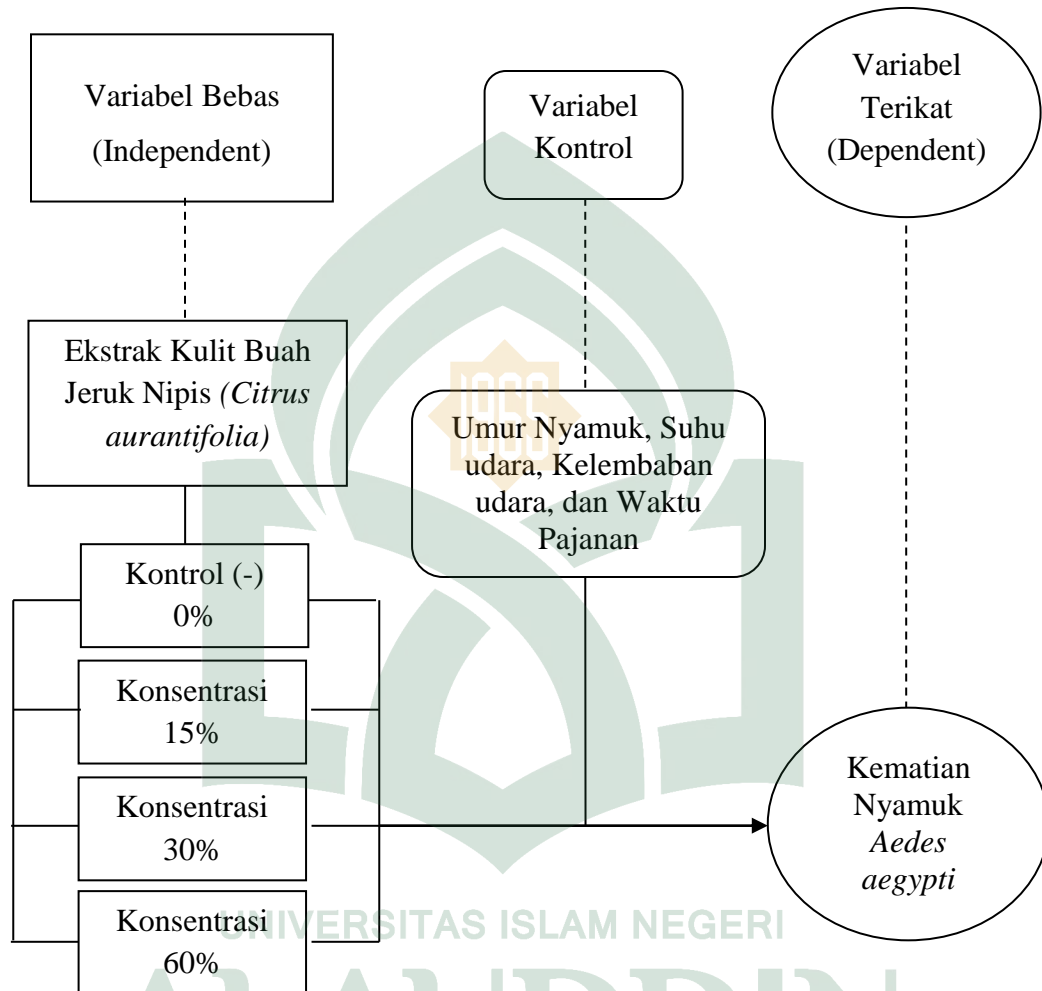 Variabel Bebas
(Independent)
Variabel
Kontrol
Variabel
Terikat
(Dependent)
Ekstrak Kulit Buah
Jeruk Nipis (Citrus
aurantifolia)
Umur Nyamuk, Suhu
udara, Kelembaban
udara, dan Waktu
Pajanan
Kontrol (-)
0%
Konsentrasi
15%
Konsentrasi
30%
Konsentrasi
60%
Kematian
Nyamuk
Aedes
aegypti
1965
UNIVERSITAS ISLAM NEGERI
ALAUDDIN